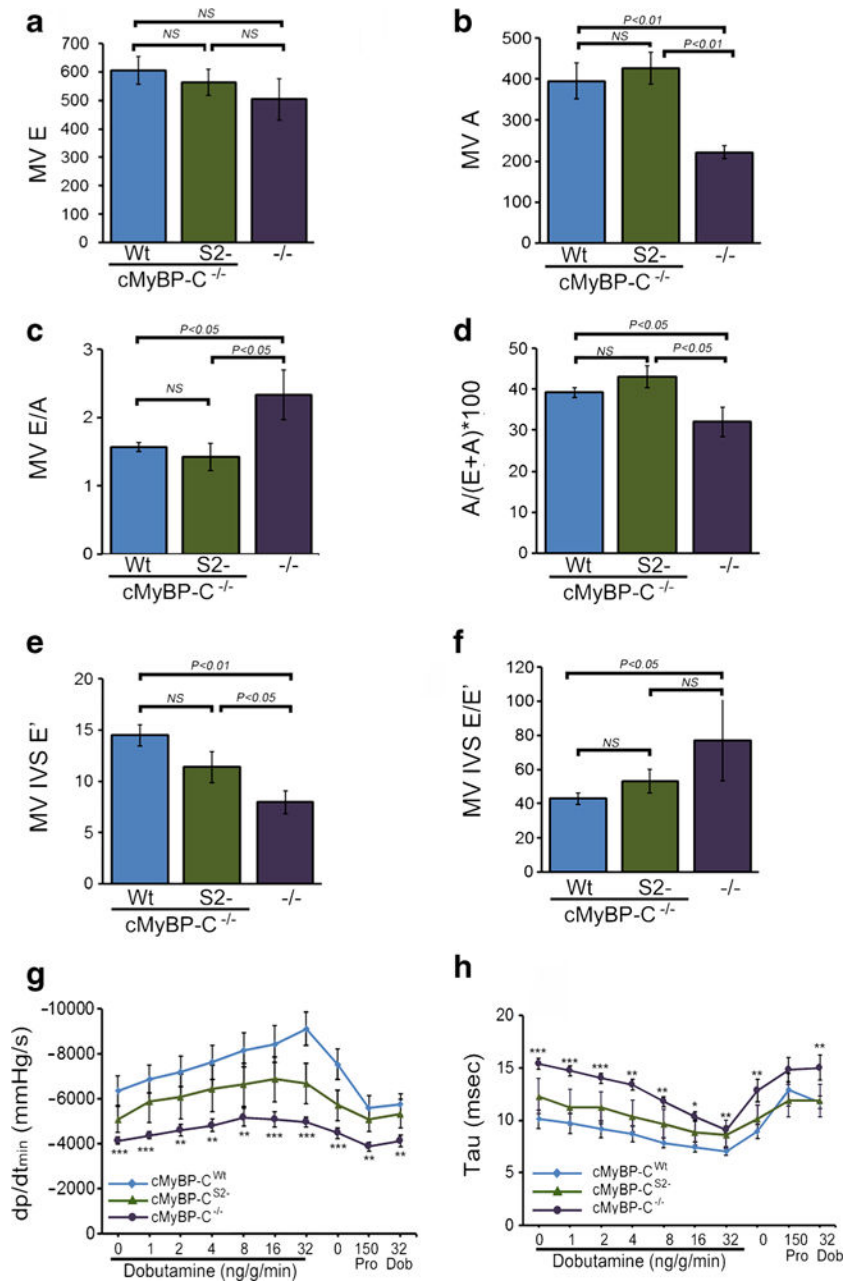 a
NS
NS
NS
MV E
700
600
500
400
300
200
100
0
Wt
S2-
-/-
cMyBP-C -/-
b
P<0.01
NS
P<0.01
MV A
500
400
300
200
100
0
Wt
S2-
-/-
cMyBP-C -/-
c
P<0.05
P<0.05
NS
MV E/A
3
2
1
0
Wt
S2-
-/-
cMyBP-C -/-
d
P<0.05
NS
P<0.05
A/(E+A)*100
50
40
30
20
10
0
Wt
S2-
-/-
cMyBP-C -/-
e
P<0.01
NS
P<0.05
MV IVS E'
20
15
10
5
0
Wt
S2-
-/-
cMyBP-C -/-
f
P<0.05
NS
NS
MV IVS E/E'
120
100
80
60
40
20
0
Wt
S2-
-/-
cMyBP-C -/-
g
dp/dtmin (mmHg/s)
-10000
-8000
-6000
-4000
-2000
0
*** *** ** ** ** *** *** *** ** **
cMyBP-C Wt
cMyBP-C S2-
cMyBP-C -/-
0 1 2 4 8 16 32 0 150 32
Pro Dob
Dobutamine (ng/g/min)
h
Tau (msec)
20
15
10
5
0
*** *** *** ** ** * ** ** **
cMyBP-C Wt
cMyBP-C S2-
cMyBP-C -/-
0 1 2 4 8 16 32 0 150 32
Pro Dob
Dobutamine (ng/g/min)